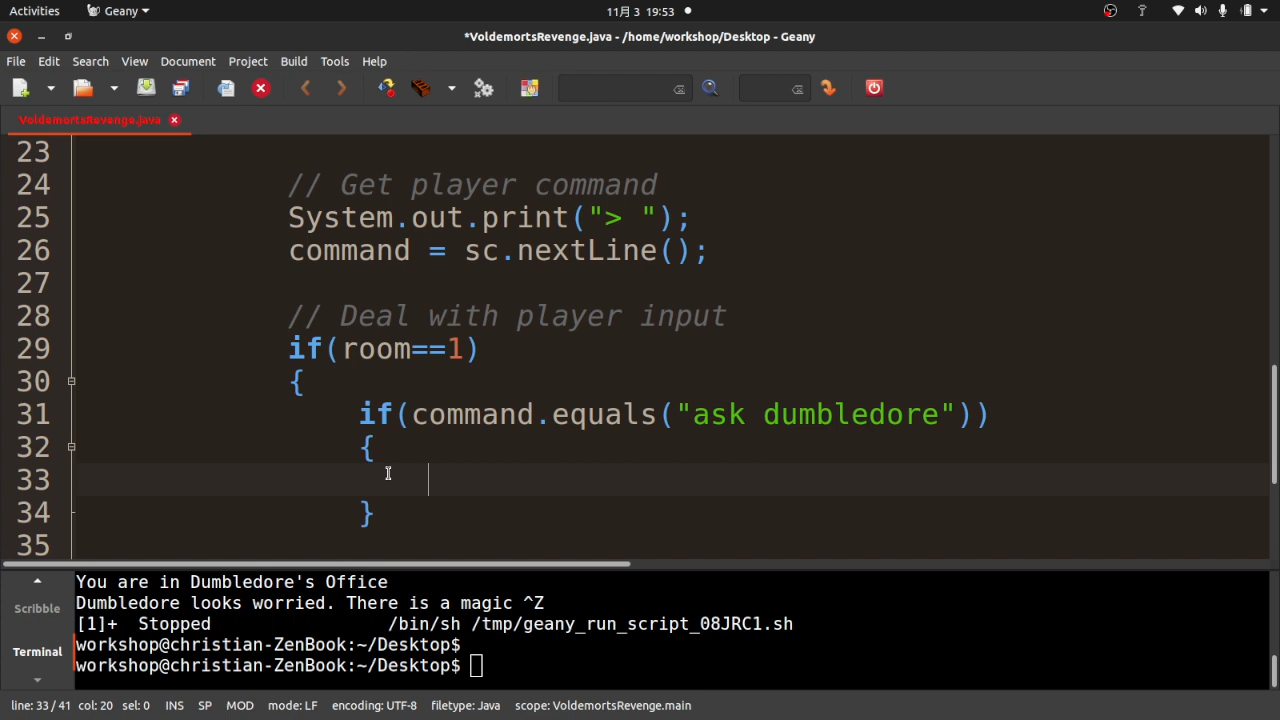 Activities Geany 11月 3 19:53
*VoldemortsRevenge.java - /home/workshop/Desktop - Geany
File Edit Search View Document Project Build Tools Help
VoldemortsRevenge.java
23
24 // Get player command
25 System.out.print("> ");
26 command = sc.nextLine();
27
28 // Deal with player input
29 if(room==1)
30 {
31 if(command.equals("ask dumbledore"))
32 {
33
34 }
35
You are in Dumbledore's Office
Dumbledore looks worried. There is a magic ^Z
[1]+ Stopped /bin/sh /tmp/geany_run_script_08JRC1.sh
workshop@christian-ZenBook:~/Desktop$
workshop@christian-ZenBook:~/Desktop$
Scribble
Terminal
line: 33 / 41 col: 20 sel: 0 INS SP MOD mode: LF encoding: UTF-8 filetype: Java scope: VoldemortsRevenge.main